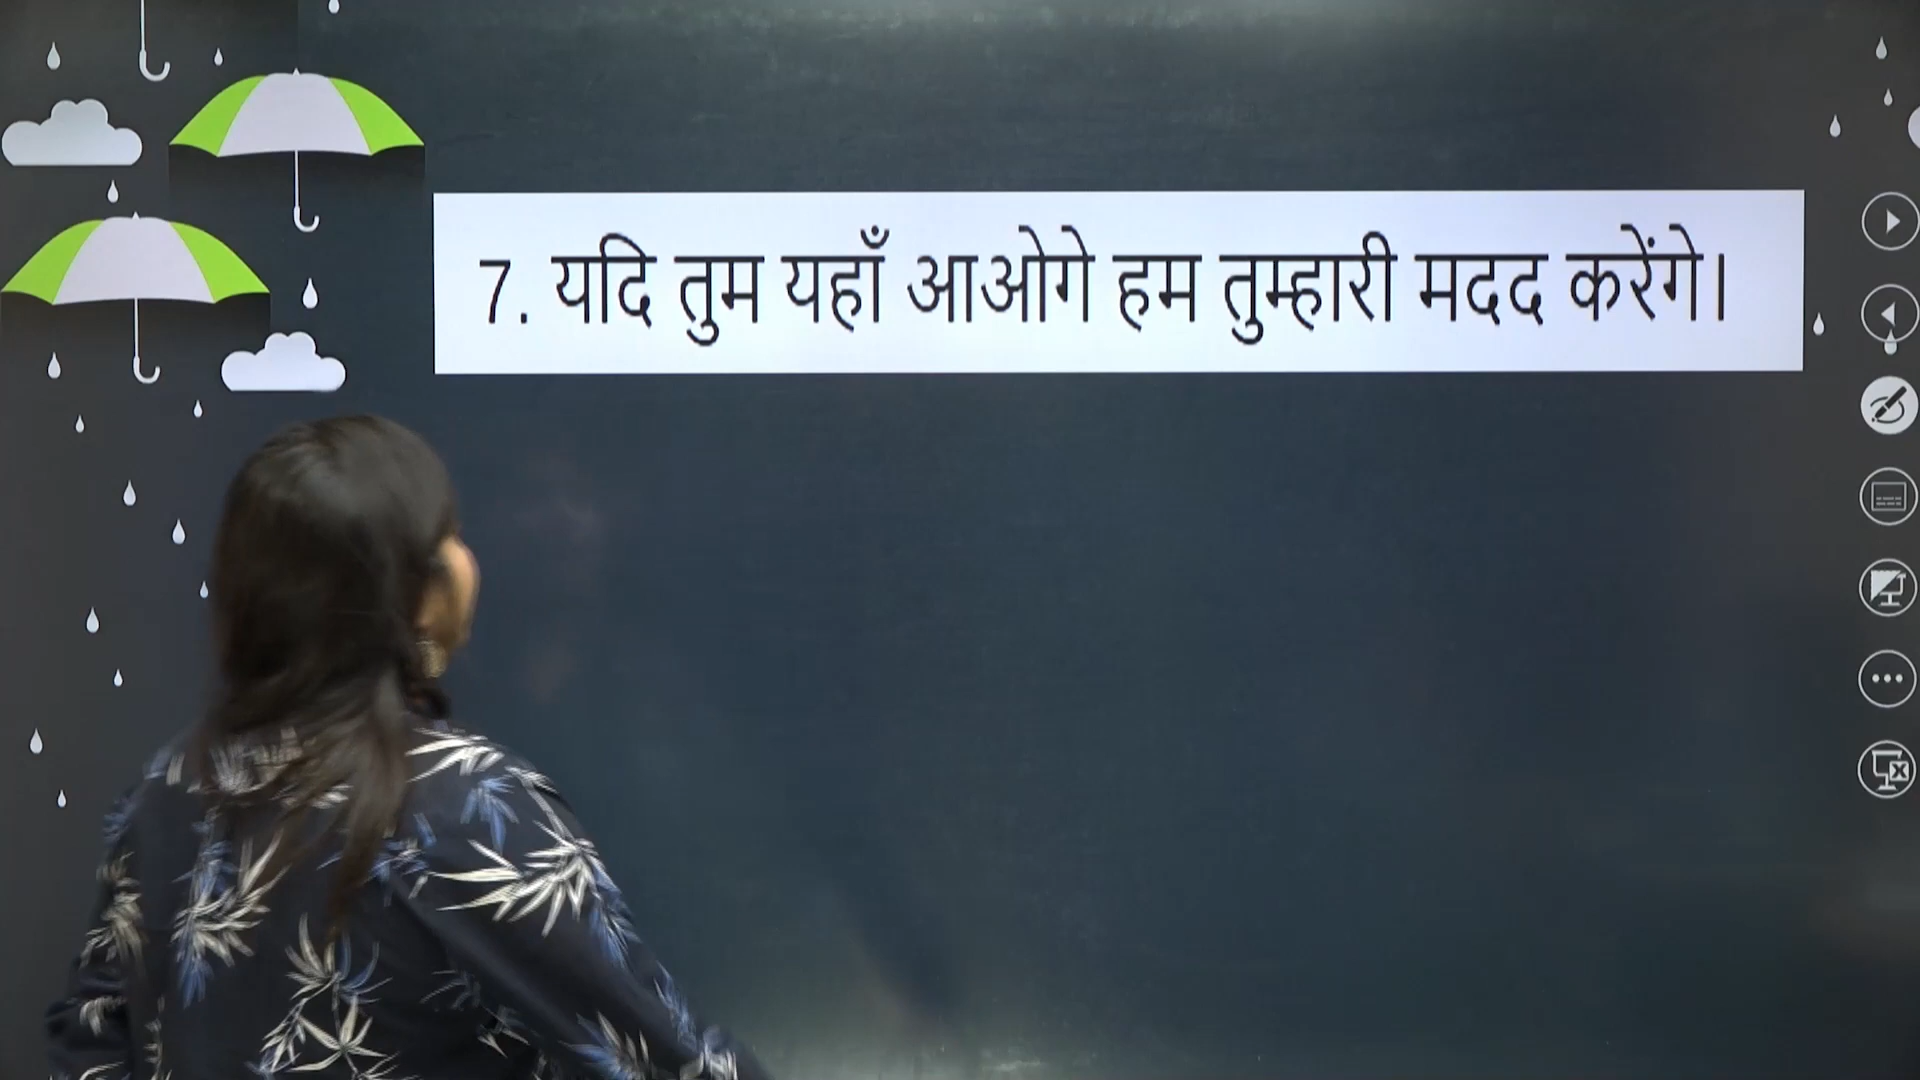 7. यदि तुम यहाँ आओगे हम तुम्हारी मदद करेंगे।